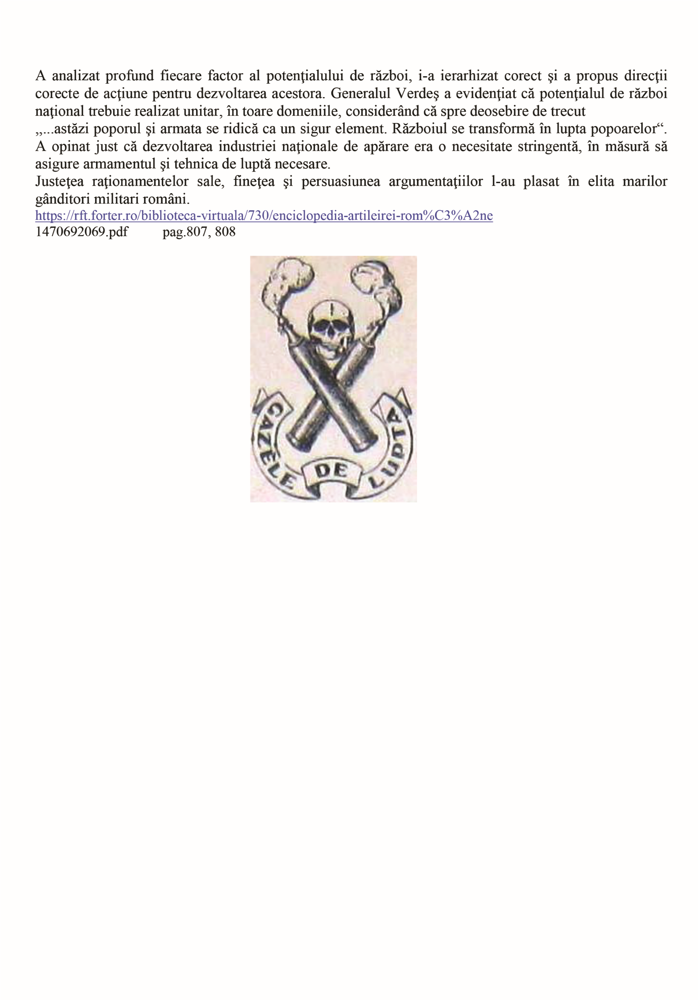 A analizat profund fiecare factor al potenţialului de război, i-a ierarhizat corect şi a propus direcţii
corecte de acţiune pentru dezvoltarea acestora. Generalul Verdeş a evidenţiat că potenţialul de război
naţional trebuie realizat unitar, în toare domeniile, considerând că spre deosebire de trecut
„...astăzi poporul şi armata se ridică ca un sigur element. Războiul se transformă în lupta popoarelor“.
A opinat just că dezvoltarea industriei naţionale de apărare era o necesitate stringentă, în măsură să
asigure armamentul şi tehnica de luptă necesare.
Justeţea raţionamentelor sale, fineţea şi persuasiunea argumentaţiilor l-au plasat în elita marilor
gânditori militari români.
https://rft.forter.ro/biblioteca-virtuala/730/enciclopedia-artileirei-rom%C3%A2ne
1470692069.pdf pag.807, 808
GAZELE DE LUPTA